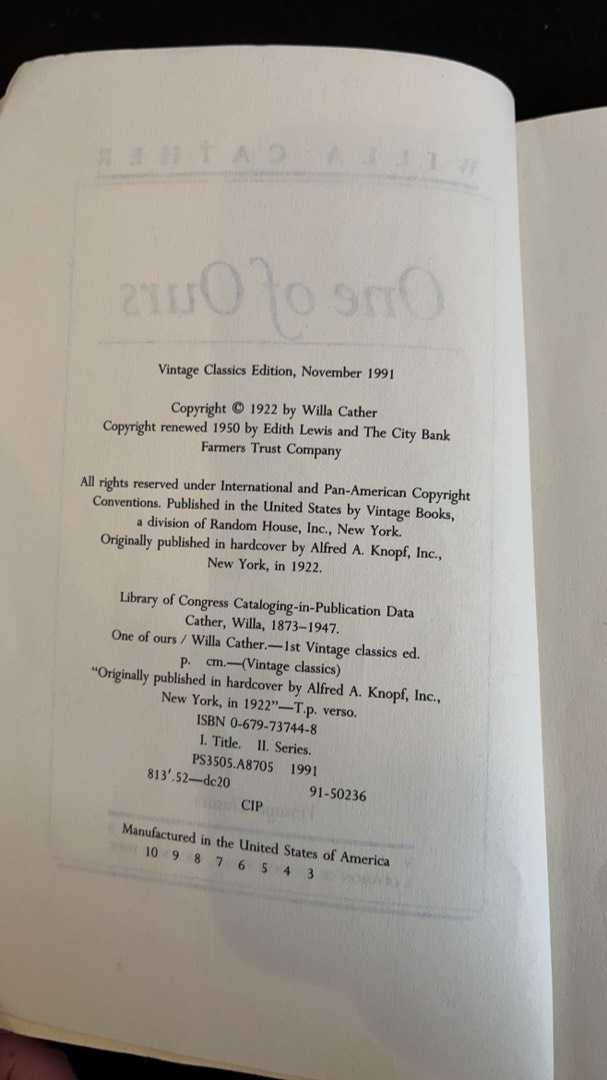 WILLA CATHER
One of Ours
Vintage Classics Edition, November 1991
Copyright © 1922 by Willa Cather
Copyright renewed 1950 by Edith Lewis and The City Bank
Farmers Trust Company
All rights reserved under International and Pan-American Copyright
Conventions. Published in the United States by Vintage Books,
a division of Random House, Inc., New York.
Originally published in hardcover by Alfred A. Knopf, Inc.,
New York, in 1922.
Library of Congress Cataloging-in-Publication Data
Cather, Willa, 1873–1947.
One of ours / Willa Cather.—1st Vintage classics ed.
p. cm.—(Vintage classics)
"Originally published in hardcover by Alfred A. Knopf, Inc.,
New York, in 1922"—T.p. verso.
ISBN 0-679-73744-8
I. Title. II. Series.
PS3505.A8705 1991
813′.52—dc20 91-50236
CIP
Manufactured in the United States of America
10 9 8 7 6 5 4 3